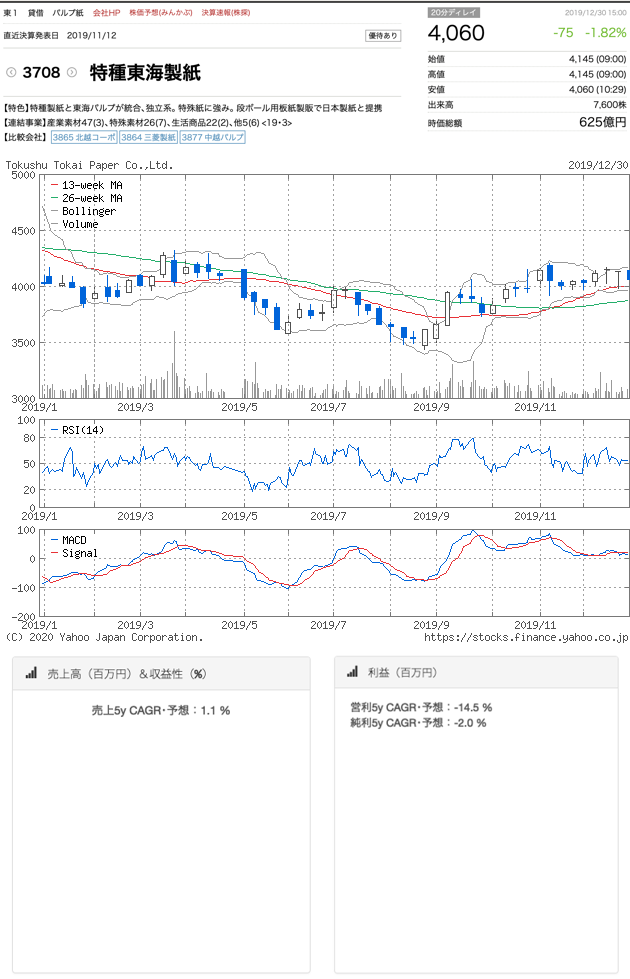 東１ 貸借 パルプ紙 会社HP 株価予想(みんかぶ) 決算速報(株探)
直近決算発表日 2019/11/12
優待あり
3708 特種東海製紙
【特色】特種製紙と東海パルプが統合、独立系。特殊紙に強み。段ボール用板紙製販で日本製紙と提携
【連結事業】産業素材47(3)、特殊素材26(7)、生活商品22(2)、他5(6) <19・3>
【比較会社】 3865 北越コーポ 3864 三菱製紙 3877 中越パルプ
20分ディレイ 2019/12/30 15:00
4,060 -75 -1.82%
始値 4,145 (09:00)
高値 4,145 (09:00)
安値 4,060 (10:29)
出来高 7,600株
時価総額 625億円
Tokushu Tokai Paper Co.,Ltd. 2019/12/30
5000
13-week MA
26-week MA
Bollinger
Volume
4500
4000
3500
3000
2019/1 2019/3 2019/5 2019/7 2019/9 2019/11
100
RSI(14)
80
50
20
0
2019/1 2019/3 2019/5 2019/7 2019/9 2019/11
100
MACD
Signal
0
-100
-200
2019/1 2019/3 2019/5 2019/7 2019/9 2019/11
(C) 2020 Yahoo Japan Corporation. https://stocks.finance.yahoo.co.jp
売上高（百万円）＆収益性（%）
売上5y CAGR・予想：1.1 %
利益（百万円）
営利5y CAGR・予想：-14.5 %
純利5y CAGR・予想：-2.0 %